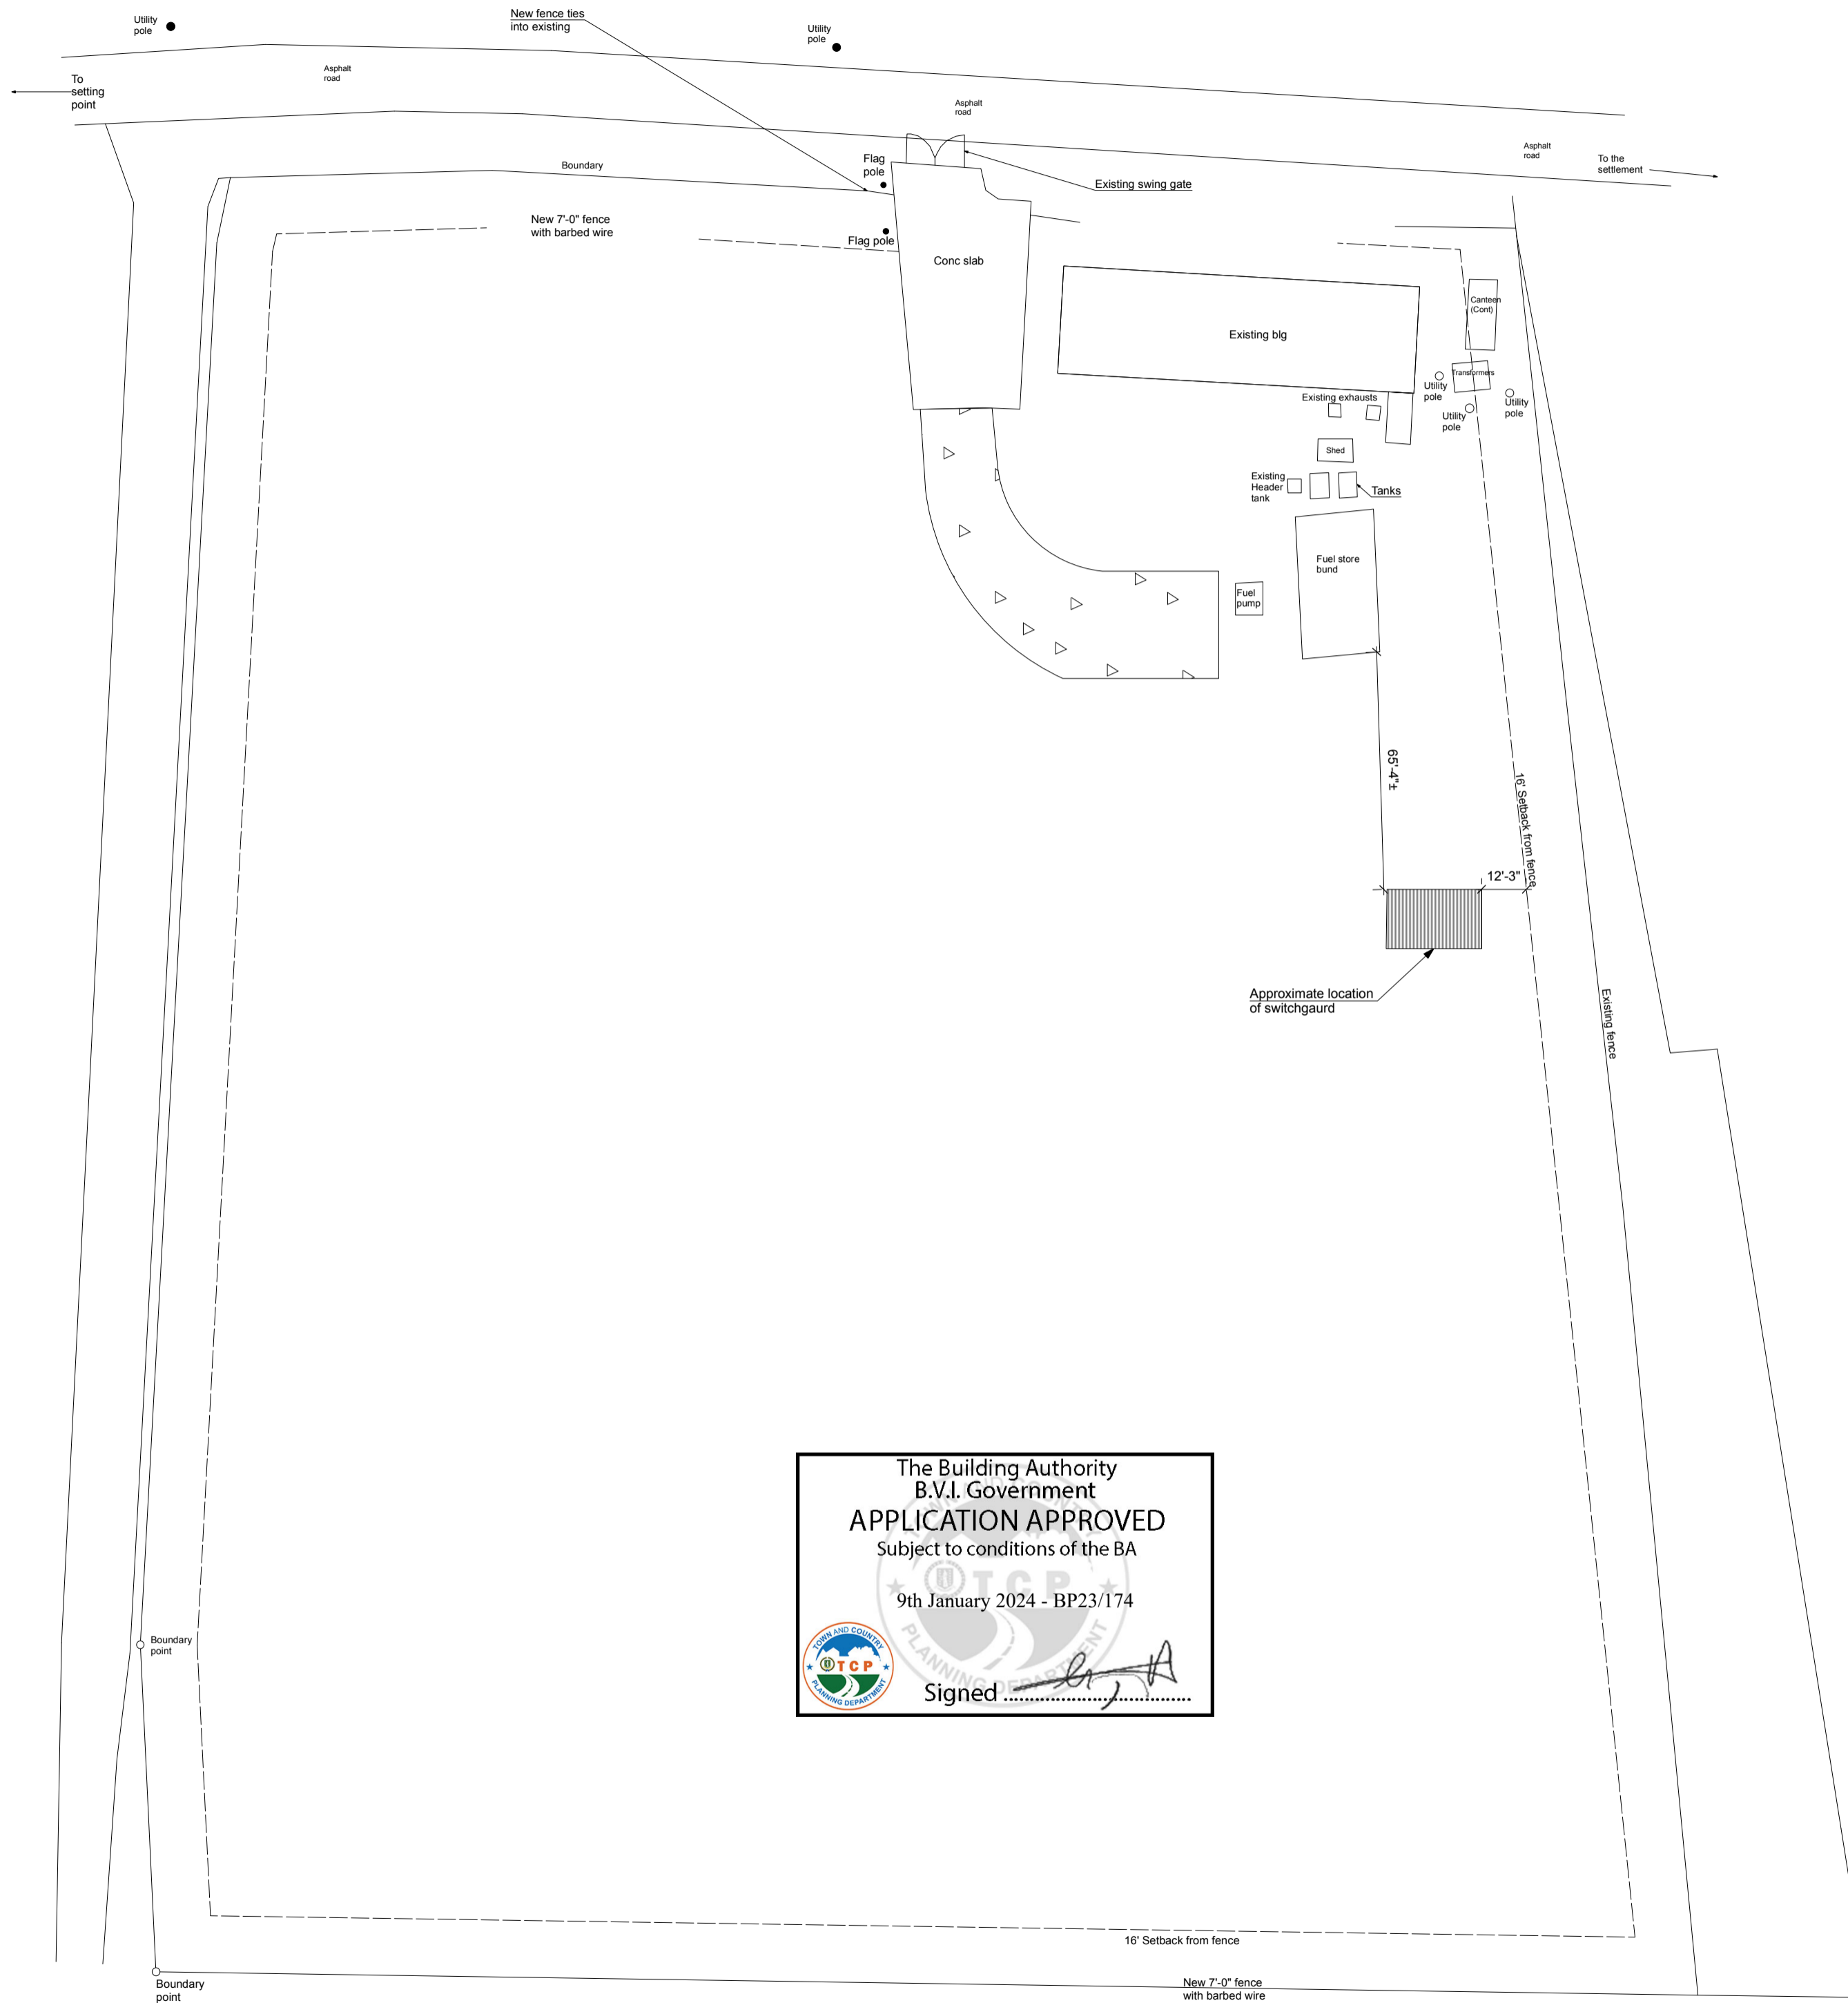 Utility
pole
New fence ties
into existing
Utility
pole
To
setting
point
Asphalt
road
Asphalt
road
Asphalt
road
To the
settlement
Boundary
Flag
pole
Existing swing gate
New 7'-0" fence
with barbed wire
Flag pole
Conc slab
Canteen
(Cont)
Existing blg
Transformers
Utility
pole
Utility
pole
Utility
pole
Existing exhausts
Shed
Existing
Header
tank
Tanks
Fuel store
bund
Fuel
pump
65'-4"±
16' Setback from fence
12'-3"
Approximate location
of switchgaurd
Existing fence
The Building Authority
B.V.I. Government
APPLICATION APPROVED
Subject to conditions of the BA
TOWN AND COUNTRY
TCP
PLANNING DEPARTMENT
9th January 2024 - BP23/174
TOWN AND COUNTRY
TCP
PLANNING DEPARTMENT
Signed
Boundary
point
16' Setback from fence
Boundary
point
New 7'-0" fence
with barbed wire